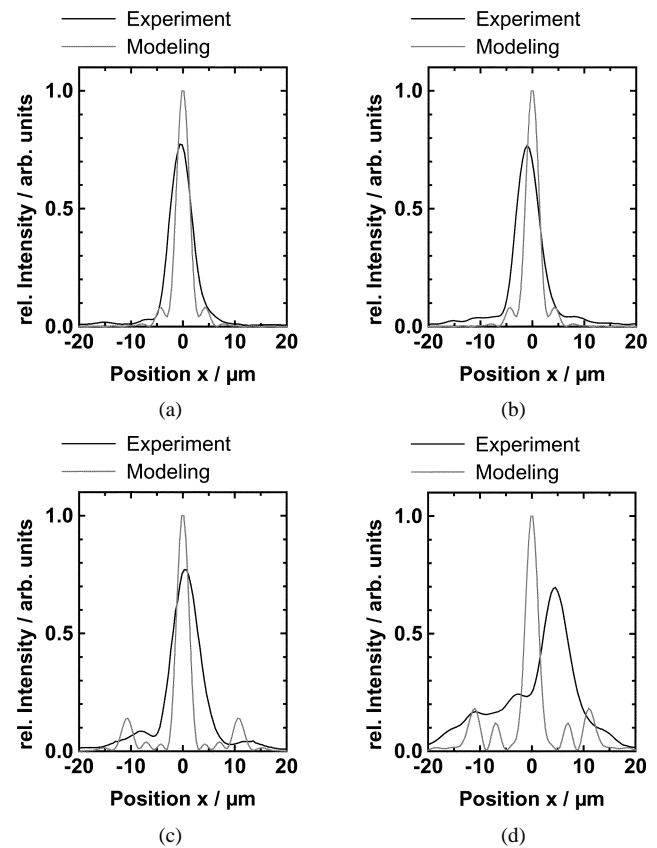 Experiment
Modeling
rel. Intensity / arb. units
1.0
0.5
0.0
-20 -10 0 10 20
Position x / µm
(a)
Experiment
Modeling
rel. Intensity / arb. units
1.0
0.5
0.0
-20 -10 0 10 20
Position x / µm
(b)
Experiment
Modeling
rel. Intensity / arb. units
1.0
0.5
0.0
-20 -10 0 10 20
Position x / µm
(c)
Experiment
Modeling
rel. Intensity / arb. units
1.0
0.5
0.0
-20 -10 0 10 20
Position x / µm
(d)